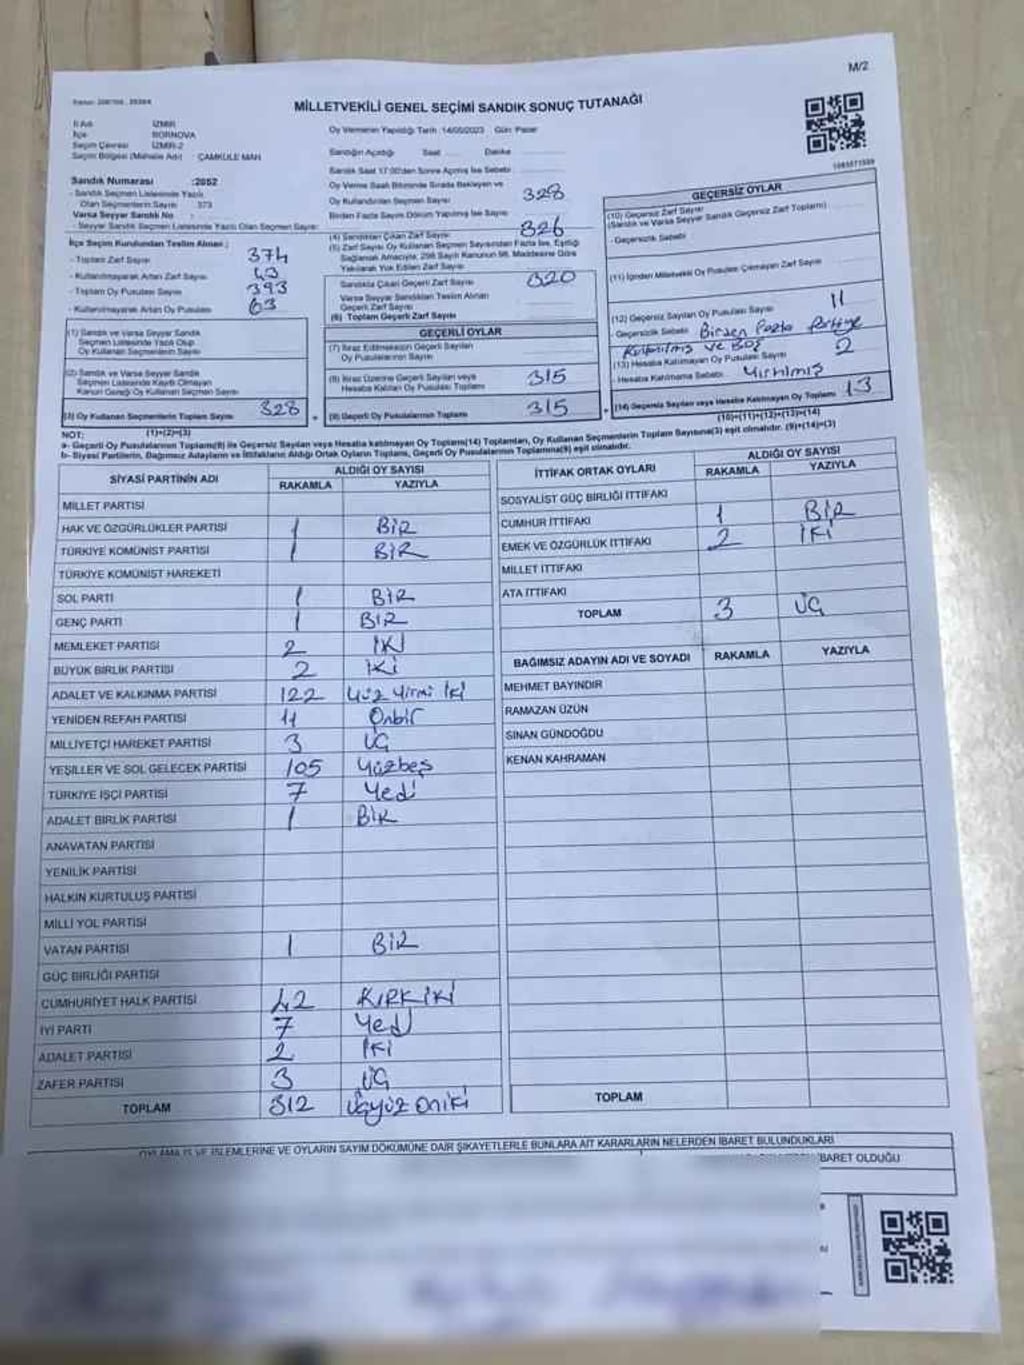 M/2
MİLLETVEKİLİ GENEL SEÇİMİ SANDIK SONUÇ TUTANAĞI
İl Adı : İZMİR
İlçe : BORNOVA
Seçim Çevresi : İZMİR-2
Seçim Bölgesi (Mahalle Adı) : ÇAMKULE MAH
Sandık Numarası :2052
- Sandık Seçmen Listesinde Yazılı
Olan Seçmenlerin Sayısı : 373
Varsa Seyyar Sandık No :
- Seyyar Sandık Seçmen Listesinde Yazılı Olan Seçmen Sayısı:
İlçe Seçim Kurulundan Teslim Alınan ;
- Toplam Zarf Sayısı 374
- Kullanılmayarak Artan Zarf Sayısı
- Toplam Oy Pusulası Sayısı 393
- Kullanılmayarak Artan Oy Pusulası 63
(1) Sandık ve Varsa Seyyar Sandık
Seçmen Listesinde Yazılı Olup
Oy Kullanan Seçmenlerin Sayısı
(2) Sandık ve Varsa Seyyar Sandık
Seçmen Listesinde Kayıtlı Olmayan
Kanun Gereği Oy Kullanan Seçmen Sayısı
(3) Oy Kullanan Seçmenlerin Toplam Sayısı 328
(1)+(2)=(3)
Oy Vermenin Yapıldığı Tarih :14/05/2023 Gün: Pazar
Sandığın Açıldığı Saat ...... Dakika
Sandık Saat 17:00'den Sonra Açılmış İse Sebebi
Oy Verme Saati Bitiminde Sırada Bekleyen ve
Oy Kullandırılan Seçmen Sayısı 328
Birden Fazla Sayım Döküm Yapılmış İse Sayısı
(4) Sandıktan Çıkan Zarf Sayısı 326
(5) Zarf Sayısı Oy Kullanan Seçmen Sayısından Fazla İse, Eşitliği
Sağlamak Amacıyla, 298 Sayılı Kanunun 98. Maddesine Göre
Yakılarak Yok Edilen Zarf Sayısı
Sandıkta Çıkan Geçerli Zarf Sayısı 320
Varsa Seyyar Sandıktan Teslim Alınan
Geçerli Zarf Sayısı
(6) Toplam Geçerli Zarf Sayısı
GEÇERLİ OYLAR
(7) İtiraz Edilmeksizin Geçerli Sayılan
Oy Pusulalarının Sayısı
(8) İtiraz Üzerine Geçerli Sayılan veya
Hesaba Katılan Oy Pusulası Toplamı 315
(9) Geçerli Oy Pusulalarının Toplamı 315
GEÇERSİZ OYLAR
(10) Geçersiz Zarf Sayısı
(Sandık ve Varsa Seyyar Sandık Geçersiz Zarf Toplamı)
- Geçersizlik Sebebi
(11) İçinden Milletvekili Oy Pusulası Çıkmayan Zarf Sayısı
(12) Geçersiz Sayılan Oy Pusulası Sayısı 11
- Geçersizlik Sebebi Birden Fazla Partiye
Kullanılmış ve Boş
(13) Hesaba Katılmayan Oy Pusulası Sayısı 2
- Hesaba Katılmama Sebebi Yırtılmış
(14) Geçersiz Sayılan veya Hesaba Katılmayan Oy Toplamı 13
(10)+(11)+(12)+(13)=(14)
NOT:
a- Geçerli Oy Pusulalarının Toplamı(9) ile Geçersiz Sayılan veya Hesaba katılmayan Oy Toplamı(14) Toplamları, Oy Kullanan Seçmenlerin Toplam Sayısına(3) eşit olmalıdır. (9)+(14)=(3)
b- Siyasi Partilerin, Bağımsız Adayların ve İttifakların Aldığı Ortak Oyların Toplamı, Geçerli Oy Pusulalarının Toplamına(9) eşit olmalıdır.
SİYASİ PARTİNİN ADI ALDIĞI OY SAYISI
RAKAMLA YAZIYLA
MİLLET PARTİSİ
HAK VE ÖZGÜRLÜKLER PARTİSİ 1 BİR
TÜRKİYE KOMÜNİST PARTİSİ 1 BİR
TÜRKİYE KOMÜNİST HAREKETİ
SOL PARTİ 1 BİR
GENÇ PARTİ 1 BİR
MEMLEKET PARTİSİ 2 İKİ
BÜYÜK BİRLİK PARTİSİ 2 İKİ
ADALET VE KALKINMA PARTİSİ 122 Yüz Yirmi İki
YENİDEN REFAH PARTİSİ 11 Onbir
MİLLİYETÇİ HAREKET PARTİSİ 3 ÜÇ
YEŞİLLER VE SOL GELECEK PARTİSİ 105 Yüzbeş
TÜRKİYE İŞÇİ PARTİSİ 7 Yedi
ADALET BİRLİK PARTİSİ 1 BİR
ANAVATAN PARTİSİ
YENİLİK PARTİSİ
HALKIN KURTULUŞ PARTİSİ
MİLLİ YOL PARTİSİ
VATAN PARTİSİ 1 BİR
GÜÇ BİRLİĞİ PARTİSİ
CUMHURİYET HALK PARTİSİ 42 KIRK İKİ
İYİ PARTİ 7 Yedi
ADALET PARTİSİ 2 İKİ
ZAFER PARTİSİ 3 ÜÇ
TOPLAM 312 Üçyüz oniki
İTTİFAK ORTAK OYLARI ALDIĞI OY SAYISI
RAKAMLA YAZIYLA
SOSYALİST GÜÇ BİRLİĞİ İTTİFAKI
CUMHUR İTTİFAKI 1 BİR
EMEK VE ÖZGÜRLÜK İTTİFAKI 2 İKİ
MİLLET İTTİFAKI
ATA İTTİFAKI
TOPLAM 3 ÜÇ
BAĞIMSIZ ADAYIN ADI VE SOYADI RAKAMLA YAZIYLA
MEHMET BAYINDIR
RAMAZAN ÜZÜN
SİNAN GÜNDOĞDU
KENAN KAHRAMAN
TOPLAM
OYLAMA İŞ VE İŞLEMLERİNE VE OYLARIN SAYIM DÖKÜMÜNE DAİR ŞİKAYETLERLE BUNLARA AİT KARARLARIN NELERDEN İBARET BULUNDUKLARI
İBARET OLDUĞU